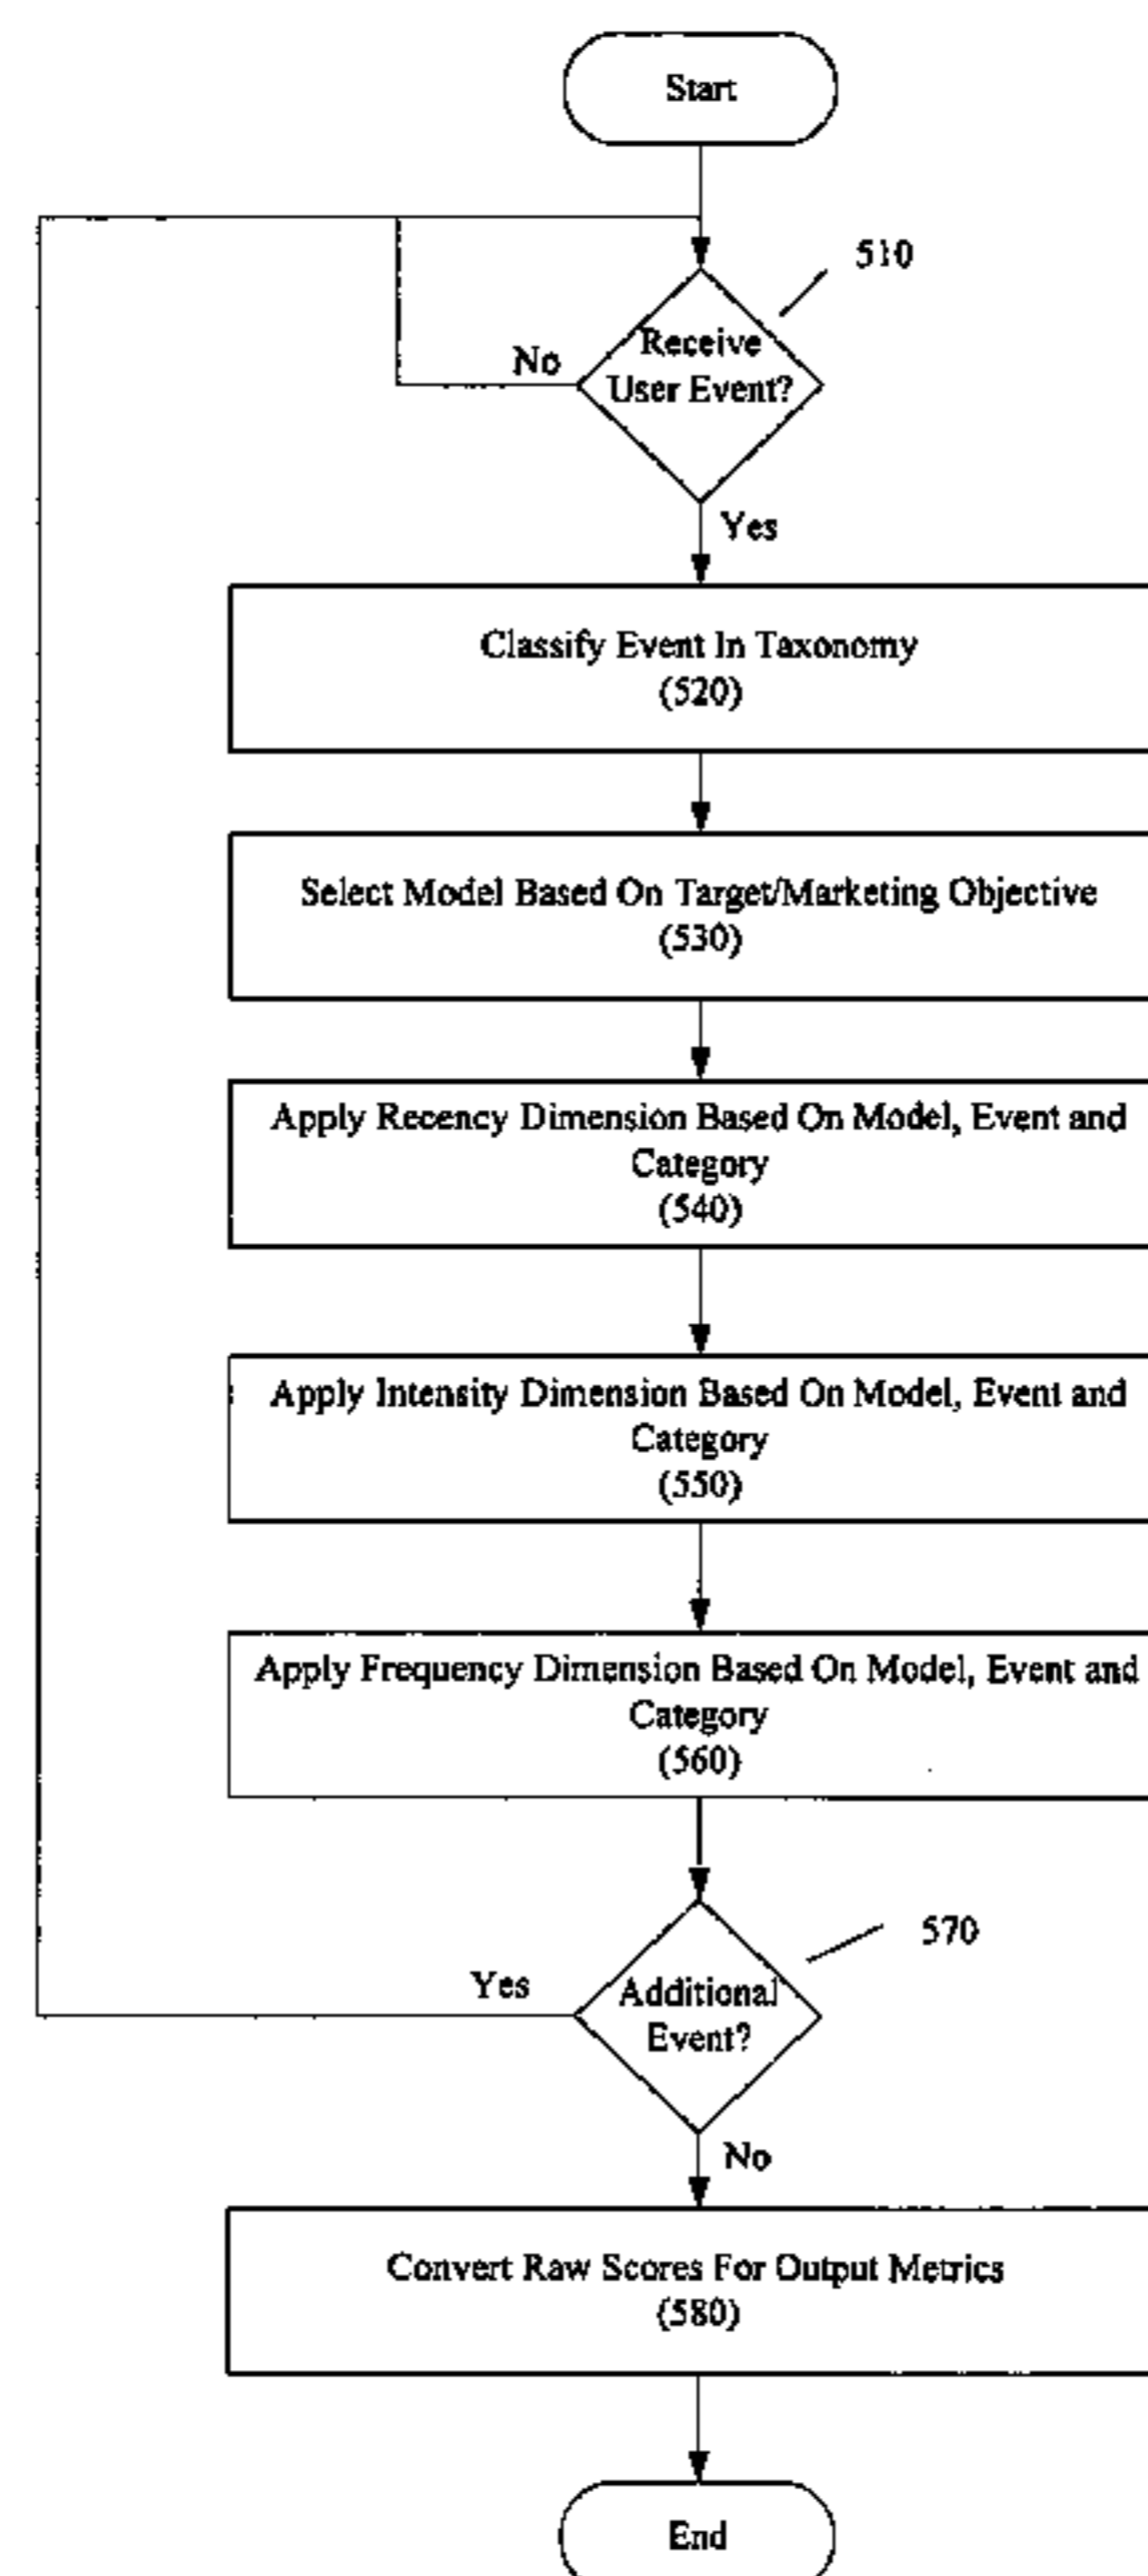 Start
510
Receive
User Event?
No
Yes
Classify Event In Taxonomy
(520)
Select Model Based On Target/Marketing Objective
(530)
Apply Recency Dimension Based On Model, Event and
Category
(540)
Apply Intensity Dimension Based On Model, Event and
Category
(550)
Apply Frequency Dimension Based On Model, Event and
Category
(560)
570
Yes
Additional
Event?
No
Convert Raw Scores For Output Metrics
(580)
End